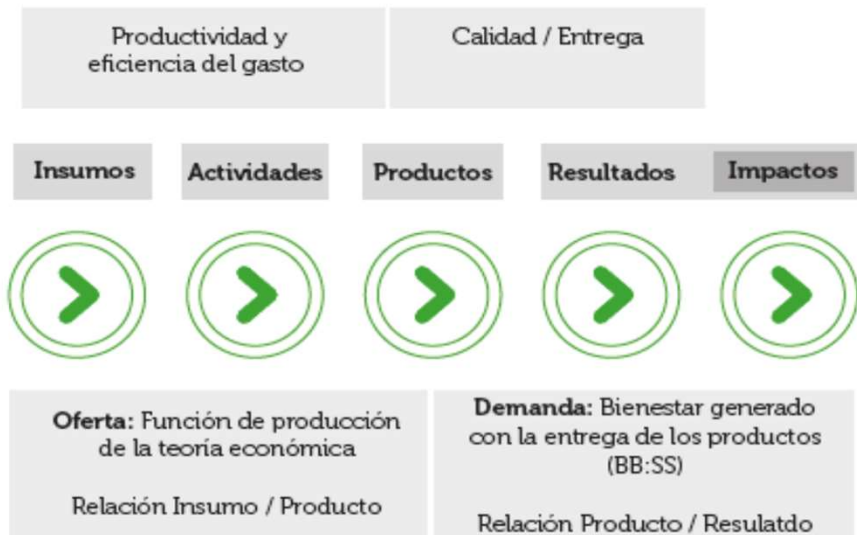 Productividad y
eficiencia del gasto
Calidad / Entrega
Insumos
Actividades
Productos
Resultados
Impactos
Oferta: Función de producción
de la teoría económica
Relación Insumo / Producto
Demanda: Bienestar generado
con la entrega de los productos
(BB:SS)
Relación Producto / Resulatdo